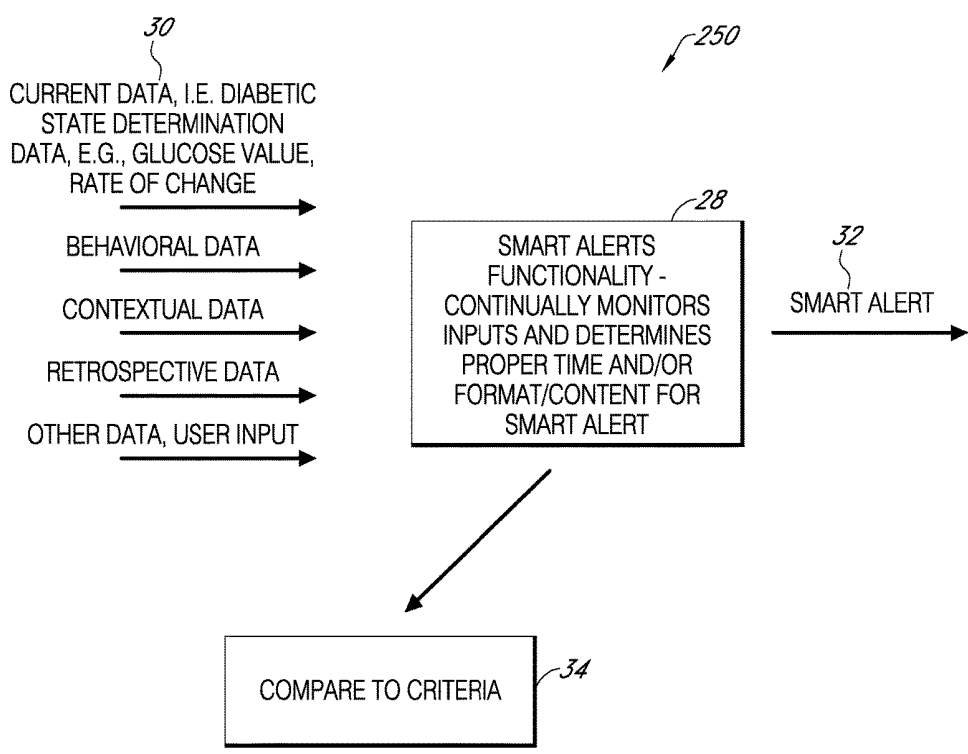 30
250
CURRENT DATA, I.E. DIABETIC
STATE DETERMINATION
DATA, E.G., GLUCOSE VALUE,
RATE OF CHANGE
BEHAVIORAL DATA
CONTEXTUAL DATA
RETROSPECTIVE DATA
OTHER DATA, USER INPUT
28
SMART ALERTS
FUNCTIONALITY -
CONTINUALLY MONITORS
INPUTS AND DETERMINES
PROPER TIME AND/OR
FORMAT/CONTENT FOR
SMART ALERT
32
SMART ALERT
COMPARE TO CRITERIA
34